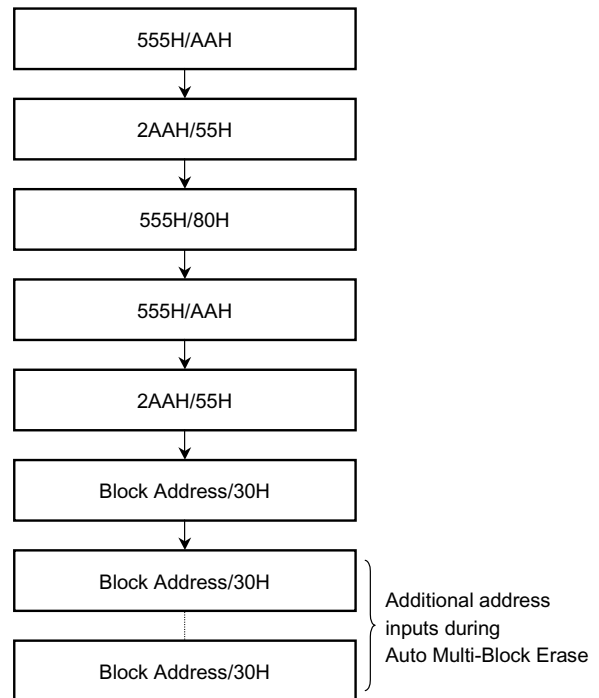 555H/AAH
2AAH/55H
555H/80H
555H/AAH
2AAH/55H
Block Address/30H
Block Address/30H
Block Address/30H
Additional address
inputs during
Auto Multi-Block Erase